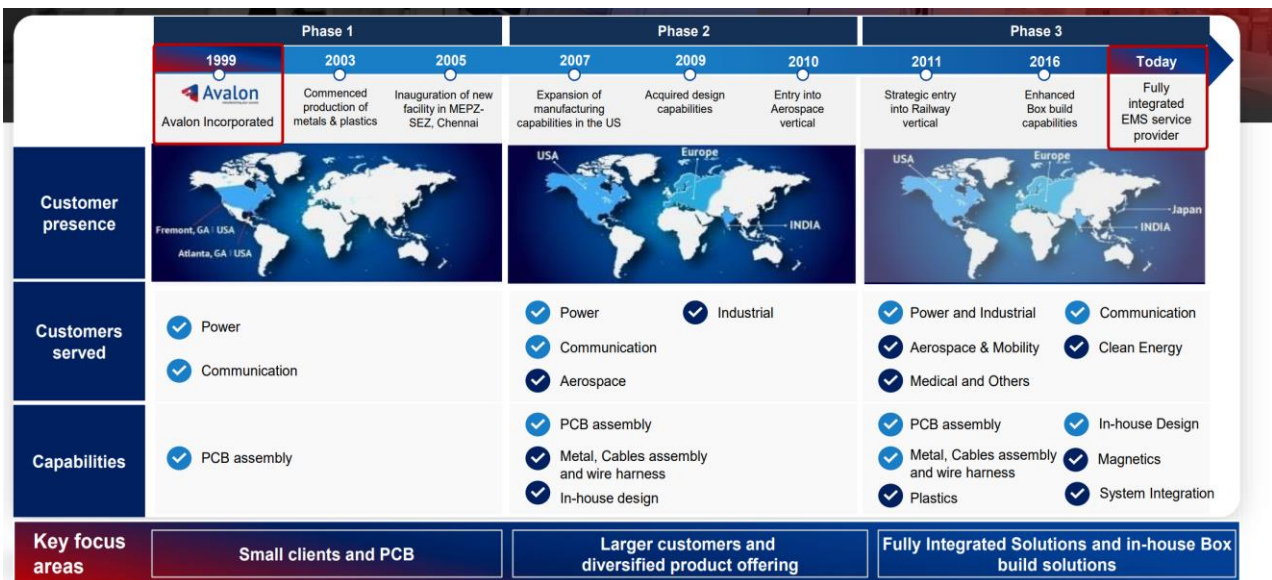 Phase 1
Phase 2
Phase 3
1999
2003
2005
2007
2009
2010
2011
2016
Today
Avalon
Avalon Incorporated
Commenced
production of
metals & plastics
Inauguration of new
facility in MEPZ-
SEZ, Chennai
Expansion of
manufacturing
capabilities in the US
Acquired design
capabilities
Entry into
Aerospace
vertical
Strategic entry
into Railway
vertical
Enhanced
Box build
capabilities
Fully
integrated
EMS service
provider
Customer
presence
Fremont, GA | USA
Atlanta, GA | USA
USA
Europe
INDIA
USA
Europe
Japan
INDIA
Customers
served
Power
Communication
Power
Industrial
Communication
Aerospace
Power and Industrial
Communication
Aerospace & Mobility
Clean Energy
Medical and Others
Capabilities
PCB assembly
PCB assembly
Metal, Cables assembly
and wire harness
In-house design
PCB assembly
In-house Design
Metal, Cables assembly
and wire harness
Magnetics
Plastics
System Integration
Key focus
areas
Small clients and PCB
Larger customers and
diversified product offering
Fully Integrated Solutions and in-house Box
build solutions